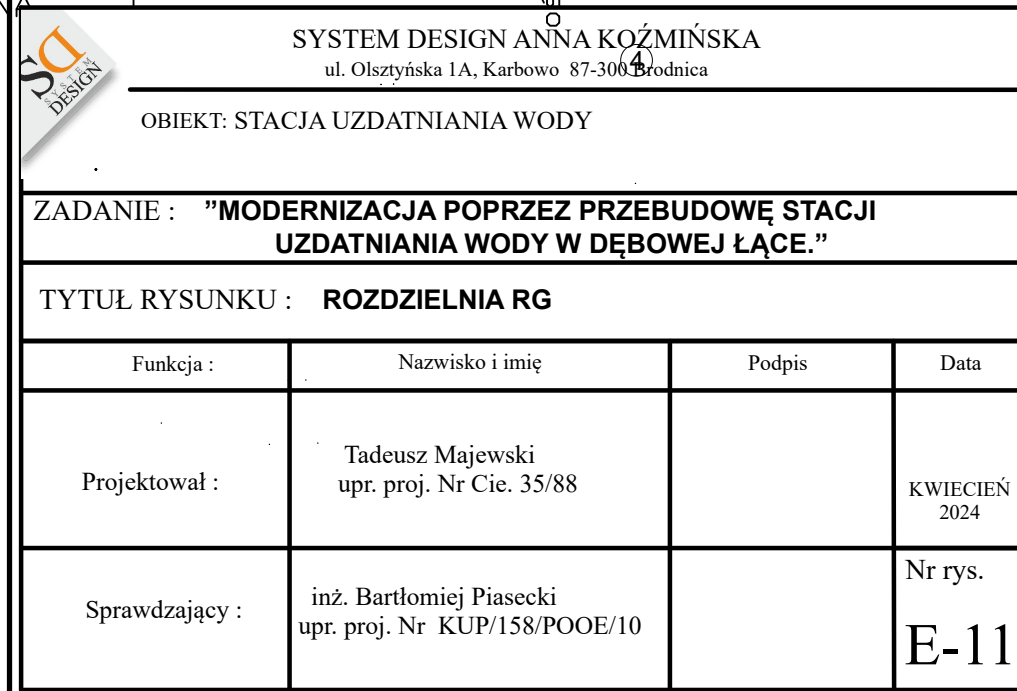 SYSTEM DESIGN ANNA KOŹMIŃSKA
4
ul. Olsztyńska 1A, Karbowo 87-300 Brodnica
SD
SYSTEM
DESIGN
OBIEKT: STACJA UZDATNIANIA WODY
ZADANIE : ”MODERNIZACJA POPRZEZ PRZEBUDOWĘ STACJI
UZDATNIANIA WODY W DĘBOWEJ ŁĄCE.”
TYTUŁ RYSUNKU : ROZDZIELNIA RG
Funkcja : Nazwisko i imię Podpis Data
Projektował :
Tadeusz Majewski
upr. proj. Nr Cie. 35/88
KWIECIEŃ
2024
Sprawdzający :
inż. Bartłomiej Piasecki
upr. proj. Nr KUP/158/POOE/10
Nr rys.
E-11